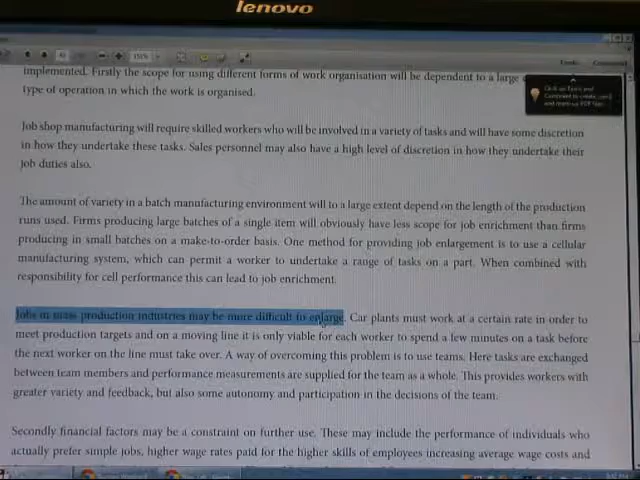 lenovo
151%
Tools
Comment
Click on Tools and
Comment to create, send
and PDF files.
implemented. Firstly the scope for using different forms of work organisation will be dependent to a large
type of operation in which the work is organised.
Job shop manufacturing will require skilled workers who will be involved in a variety of tasks and will have some discretion
in how they undertake these tasks. Sales personnel may also have a high level of discretion in how they undertake their
job duties also.
The amount of variety in a batch manufacturing environment will to a large extent depend on the length of the production
runs used. Firms producing large batches of a single item will obviously have less scope for job enrichment than firms
producing in small batches on a make-to-order basis. One method for providing job enlargement is to use a cellular
manufacturing system, which can permit a worker to undertake a range of tasks on a part. When combined with
responsibility for cell performance this can lead to job enrichment.
Jobs in mass production industries may be more difficult to enlarge. Car plants must work at a certain rate in order to
meet production targets and on a moving line it is only viable for each worker to spend a few minutes on a task before
the next worker on the line must take over. A way of overcoming this problem is to use teams. Here tasks are exchanged
between team members and performance measurements are supplied for the team as a whole. This provides workers with
greater variety and feedback, but also some autonomy and participation in the decisions of the team.
Secondly financial factors may be a constraint on further use. These may include the performance of individuals who
actually prefer simple jobs, higher wage rates paid for the higher skills of employees increasing average wage costs and